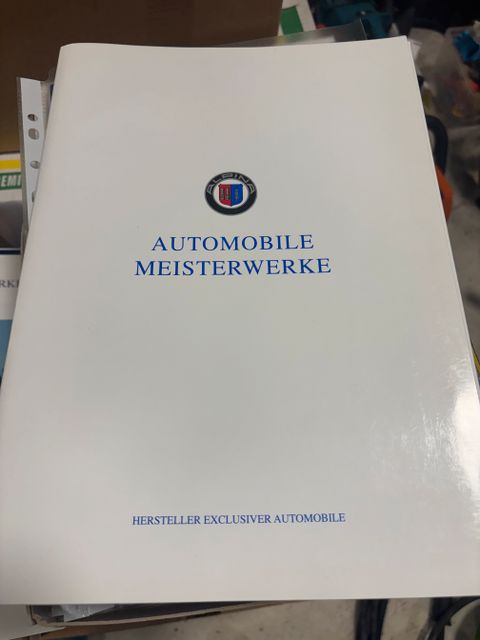 ALPINA
AUTOMOBILE
MEISTERWERKE
HERSTELLER EXCLUSIVER AUTOMOBILE